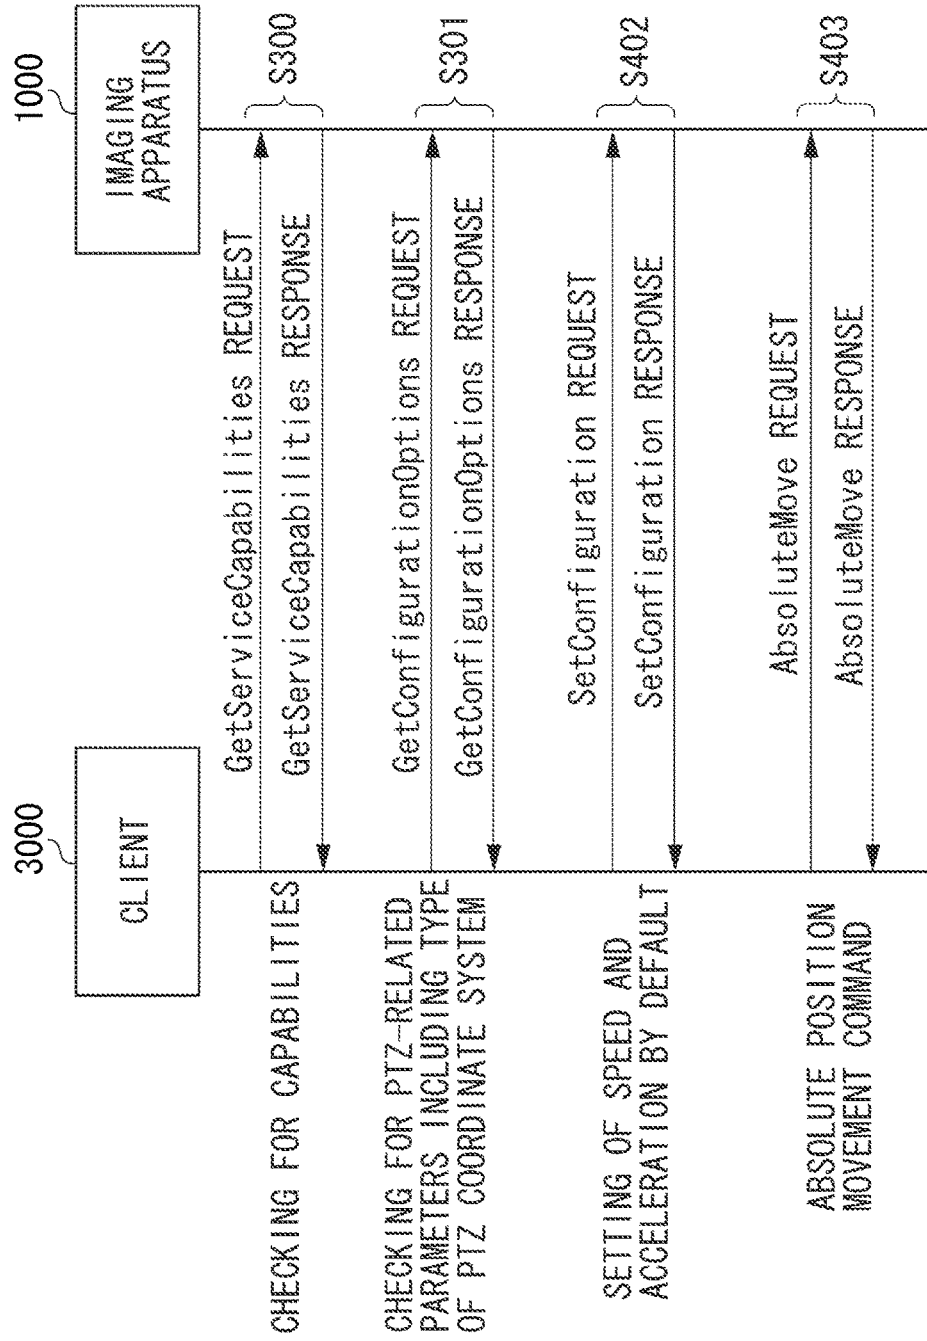 3000
1000
CLIENT
IMAGING
APPARATUS
CHECKING FOR CAPABILITIES
GetServiceCapabilities REQUEST
GetServiceCapabilities RESPONSE
S300
CHECKING FOR PTZ-RELATED
PARAMETERS INCLUDING TYPE
OF PTZ COORDINATE SYSTEM
GetConfigurationOptions REQUEST
GetConfigurationOptions RESPONSE
S301
SETTING OF SPEED AND
ACCELERATION BY DEFAULT
SetConfiguration REQUEST
SetConfiguration RESPONSE
S402
ABSOLUTE POSITION
MOVEMENT COMMAND
AbsoluteMove REQUEST
AbsoluteMove RESPONSE
S403